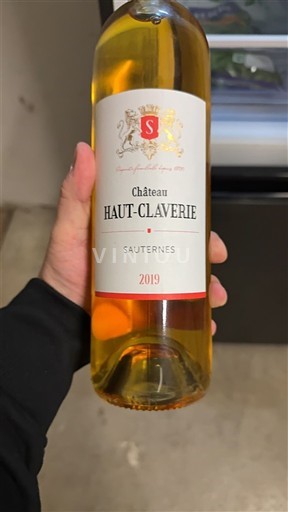 S
Château
HAUT-CLAVERIE
SAUTERNES
VINIOU
2019